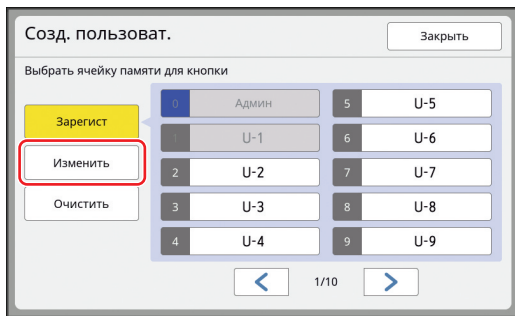 Созд. пользоват.
Закрыть
Выбрать ячейку памяти для кнопки
Зарегист
Изменить
Очистить
0 Админ
1 U-1
2 U-2
3 U-3
4 U-4
5 U-5
6 U-6
7 U-7
8 U-8
9 U-9
1/10